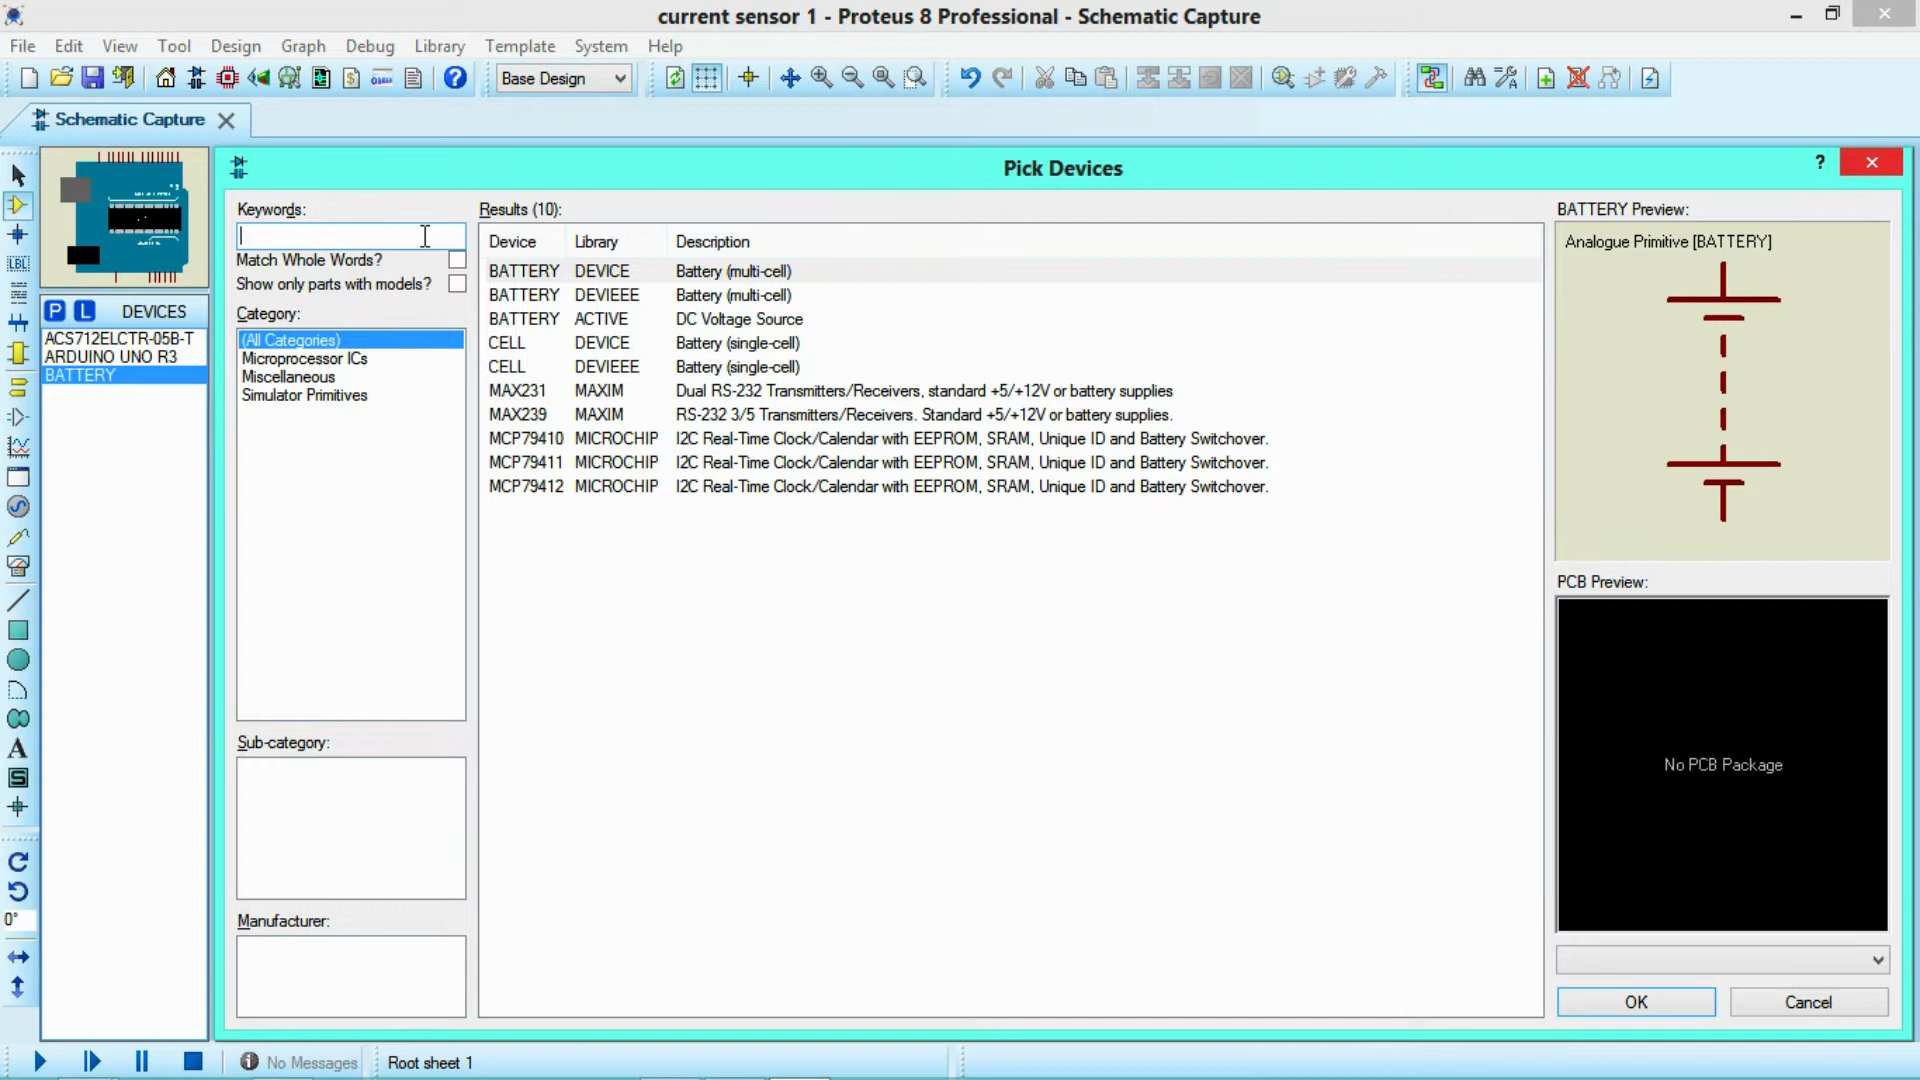 current sensor 1 - Proteus 8 Professional - Schematic Capture
File Edit View Tool Design Graph Debug Library Template System Help
Base Design
Schematic Capture
Pick Devices
?
Keywords:
Results (10):
BATTERY Preview:
Device Library Description
Analogue Primitive [BATTERY]
Match Whole Words?
Show only parts with models?
BATTERY DEVICE Battery (multi-cell)
BATTERY DEVIEEE Battery (multi-cell)
BATTERY ACTIVE DC Voltage Source
CELL DEVICE Battery (single-cell)
CELL DEVIEEE Battery (single-cell)
MAX231 MAXIM Dual RS-232 Transmitters/Receivers, standard +5/+12V or battery supplies
MAX239 MAXIM RS-232 3/5 Transmitters/Receivers. Standard +5/+12V or battery supplies.
MCP79410 MICROCHIP I2C Real-Time Clock/Calendar with EEPROM, SRAM, Unique ID and Battery Switchover.
MCP79411 MICROCHIP I2C Real-Time Clock/Calendar with EEPROM, SRAM, Unique ID and Battery Switchover.
MCP79412 MICROCHIP I2C Real-Time Clock/Calendar with EEPROM, SRAM, Unique ID and Battery Switchover.
P L DEVICES
ACS712ELCTR-05B-T
ARDUINO UNO R3
BATTERY
Category:
(All Categories)
Microprocessor ICs
Miscellaneous
Simulator Primitives
Sub-category:
Manufacturer:
PCB Preview:
No PCB Package
OK
Cancel
LBL
A
S
0°
No Messages
Root sheet 1